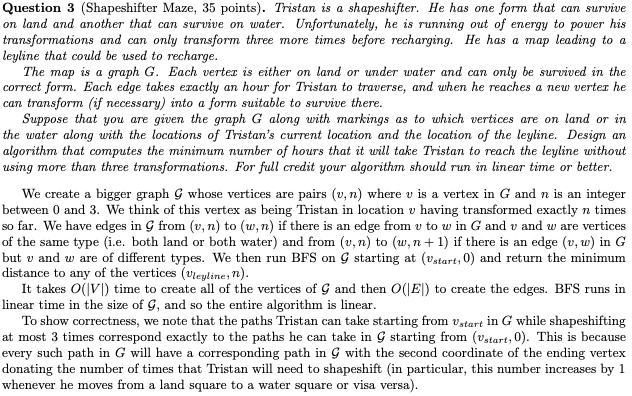 Question 3 (Shapeshifter Maze, 35 points). Tristan is a shapeshifter. He has one form that can survive
on land and another that can survive on water. Unfortunately, he is running out of energy to power his
transformations and can only transform three more times before recharging. He has a map leading to a
leyline that could be used to recharge.
The map is a graph G. Each vertex is either on land or under water and can only be survived in the
correct form. Each edge takes exactly an hour for Tristan to traverse, and when he reaches a new vertex he
can transform (if necessary) into a form suitable to survive there.
Suppose that you are given the graph G along with markings as to which vertices are on land or in
the water along with the locations of Tristan's current location and the location of the leyline. Design an
algorithm that computes the minimum number of hours that it will take Tristan to reach the leyline without
using more than three transformations. For full credit your algorithm should run in linear time or better.
We create a bigger graph 𝒢 whose vertices are pairs (v, n) where v is a vertex in G and n is an integer
between 0 and 3. We think of this vertex as being Tristan in location v having transformed exactly n times
so far. We have edges in 𝒢 from (v, n) to (w, n) if there is an edge from v to w in G and v and w are vertices
of the same type (i.e. both land or both water) and from (v, n) to (w, n + 1) if there is an edge (v, w) in G
but v and w are of different types. We then run BFS on 𝒢 starting at (v_start, 0) and return the minimum
distance to any of the vertices (v_leyline, n).
It takes O(|V|) time to create all of the vertices of 𝒢 and then O(|E|) to create the edges. BFS runs in
linear time in the size of 𝒢, and so the entire algorithm is linear.
To show correctness, we note that the paths Tristan can take starting from v_start in G while shapeshifting
at most 3 times correspond exactly to the paths he can take in 𝒢 starting from (v_start, 0). This is because
every such path in G will have a corresponding path in 𝒢 with the second coordinate of the ending vertex
donating the number of times that Tristan will need to shapeshift (in particular, this number increases by 1
whenever he moves from a land square to a water square or visa versa).